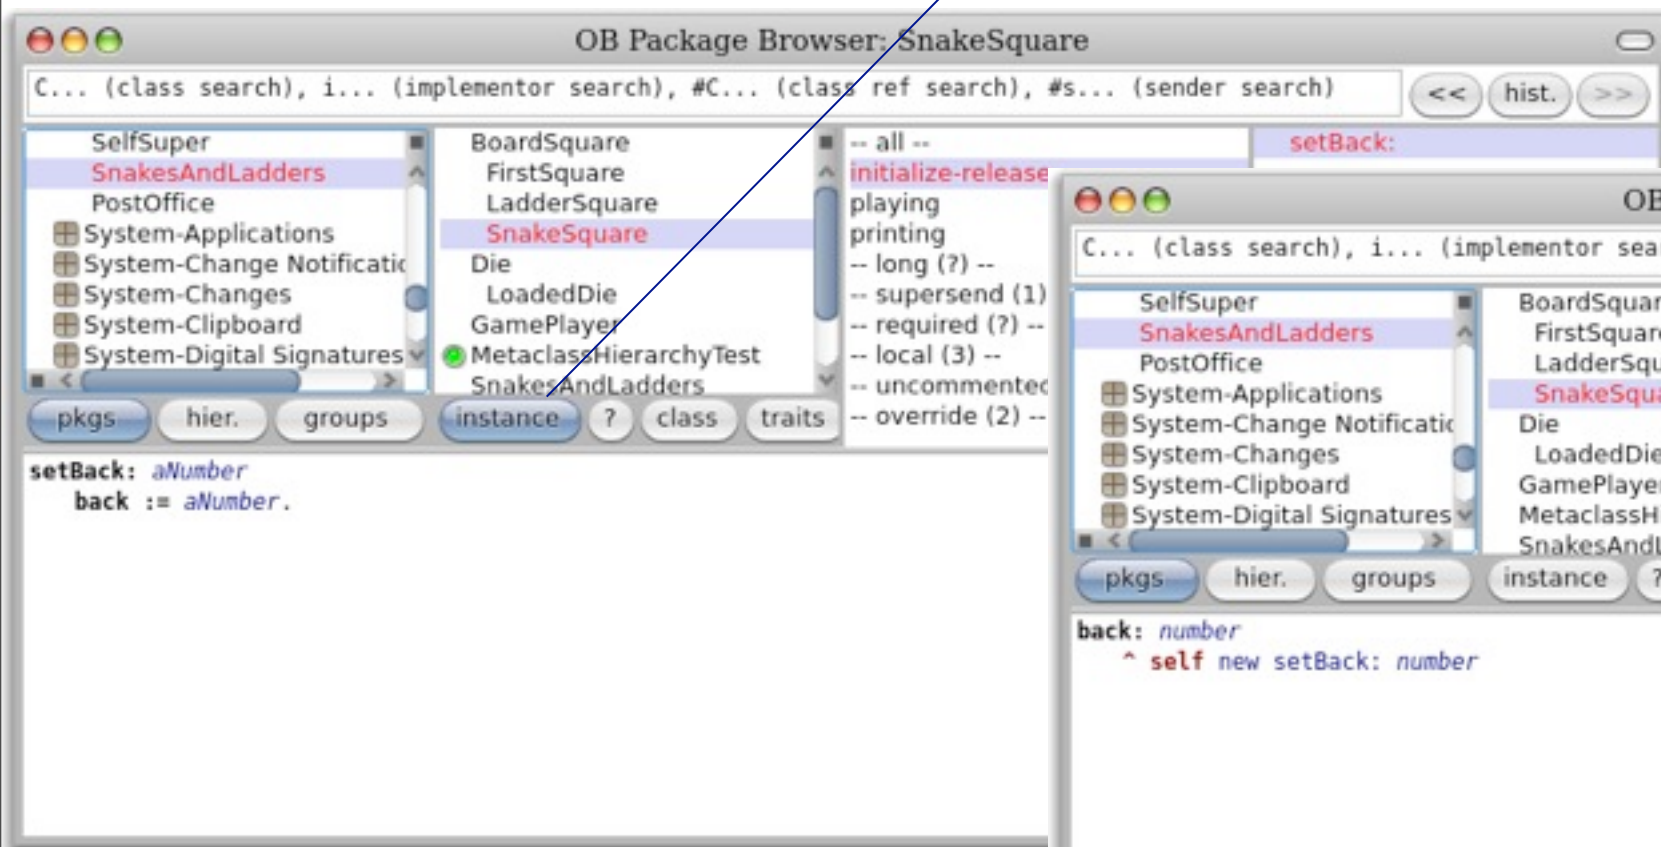 OB Package Browser: SnakeSquare
C... (class search), i... (implementor search), #C... (class ref search), #s... (sender search)
<< hist. >>
SelfSuper
SnakesAndLadders
PostOffice
System-Applications
System-Change Notificatic
System-Changes
System-Clipboard
System-Digital Signatures
BoardSquare
FirstSquare
LadderSquare
SnakeSquare
Die
LoadedDie
GamePlayer
MetaclassHierarchyTest
SnakesAndLadders
-- all --
initialize-release
playing
printing
-- long (?) --
-- supersend (1)
-- required (?) --
-- local (3) --
-- uncommented
-- override (2) --
setBack:
pkgs hier. groups instance ? class traits
setBack: aNumber
back := aNumber.
OB
C... (class search), i... (implementor sear
SelfSuper
SnakesAndLadders
PostOffice
System-Applications
System-Change Notificatic
System-Changes
System-Clipboard
System-Digital Signatures
BoardSquar
FirstSquare
LadderSqu
SnakeSqua
Die
LoadedDie
GamePlayer
MetaclassH
SnakesAndL
pkgs hier. groups instance ?
back: number
^ self new setBack: number